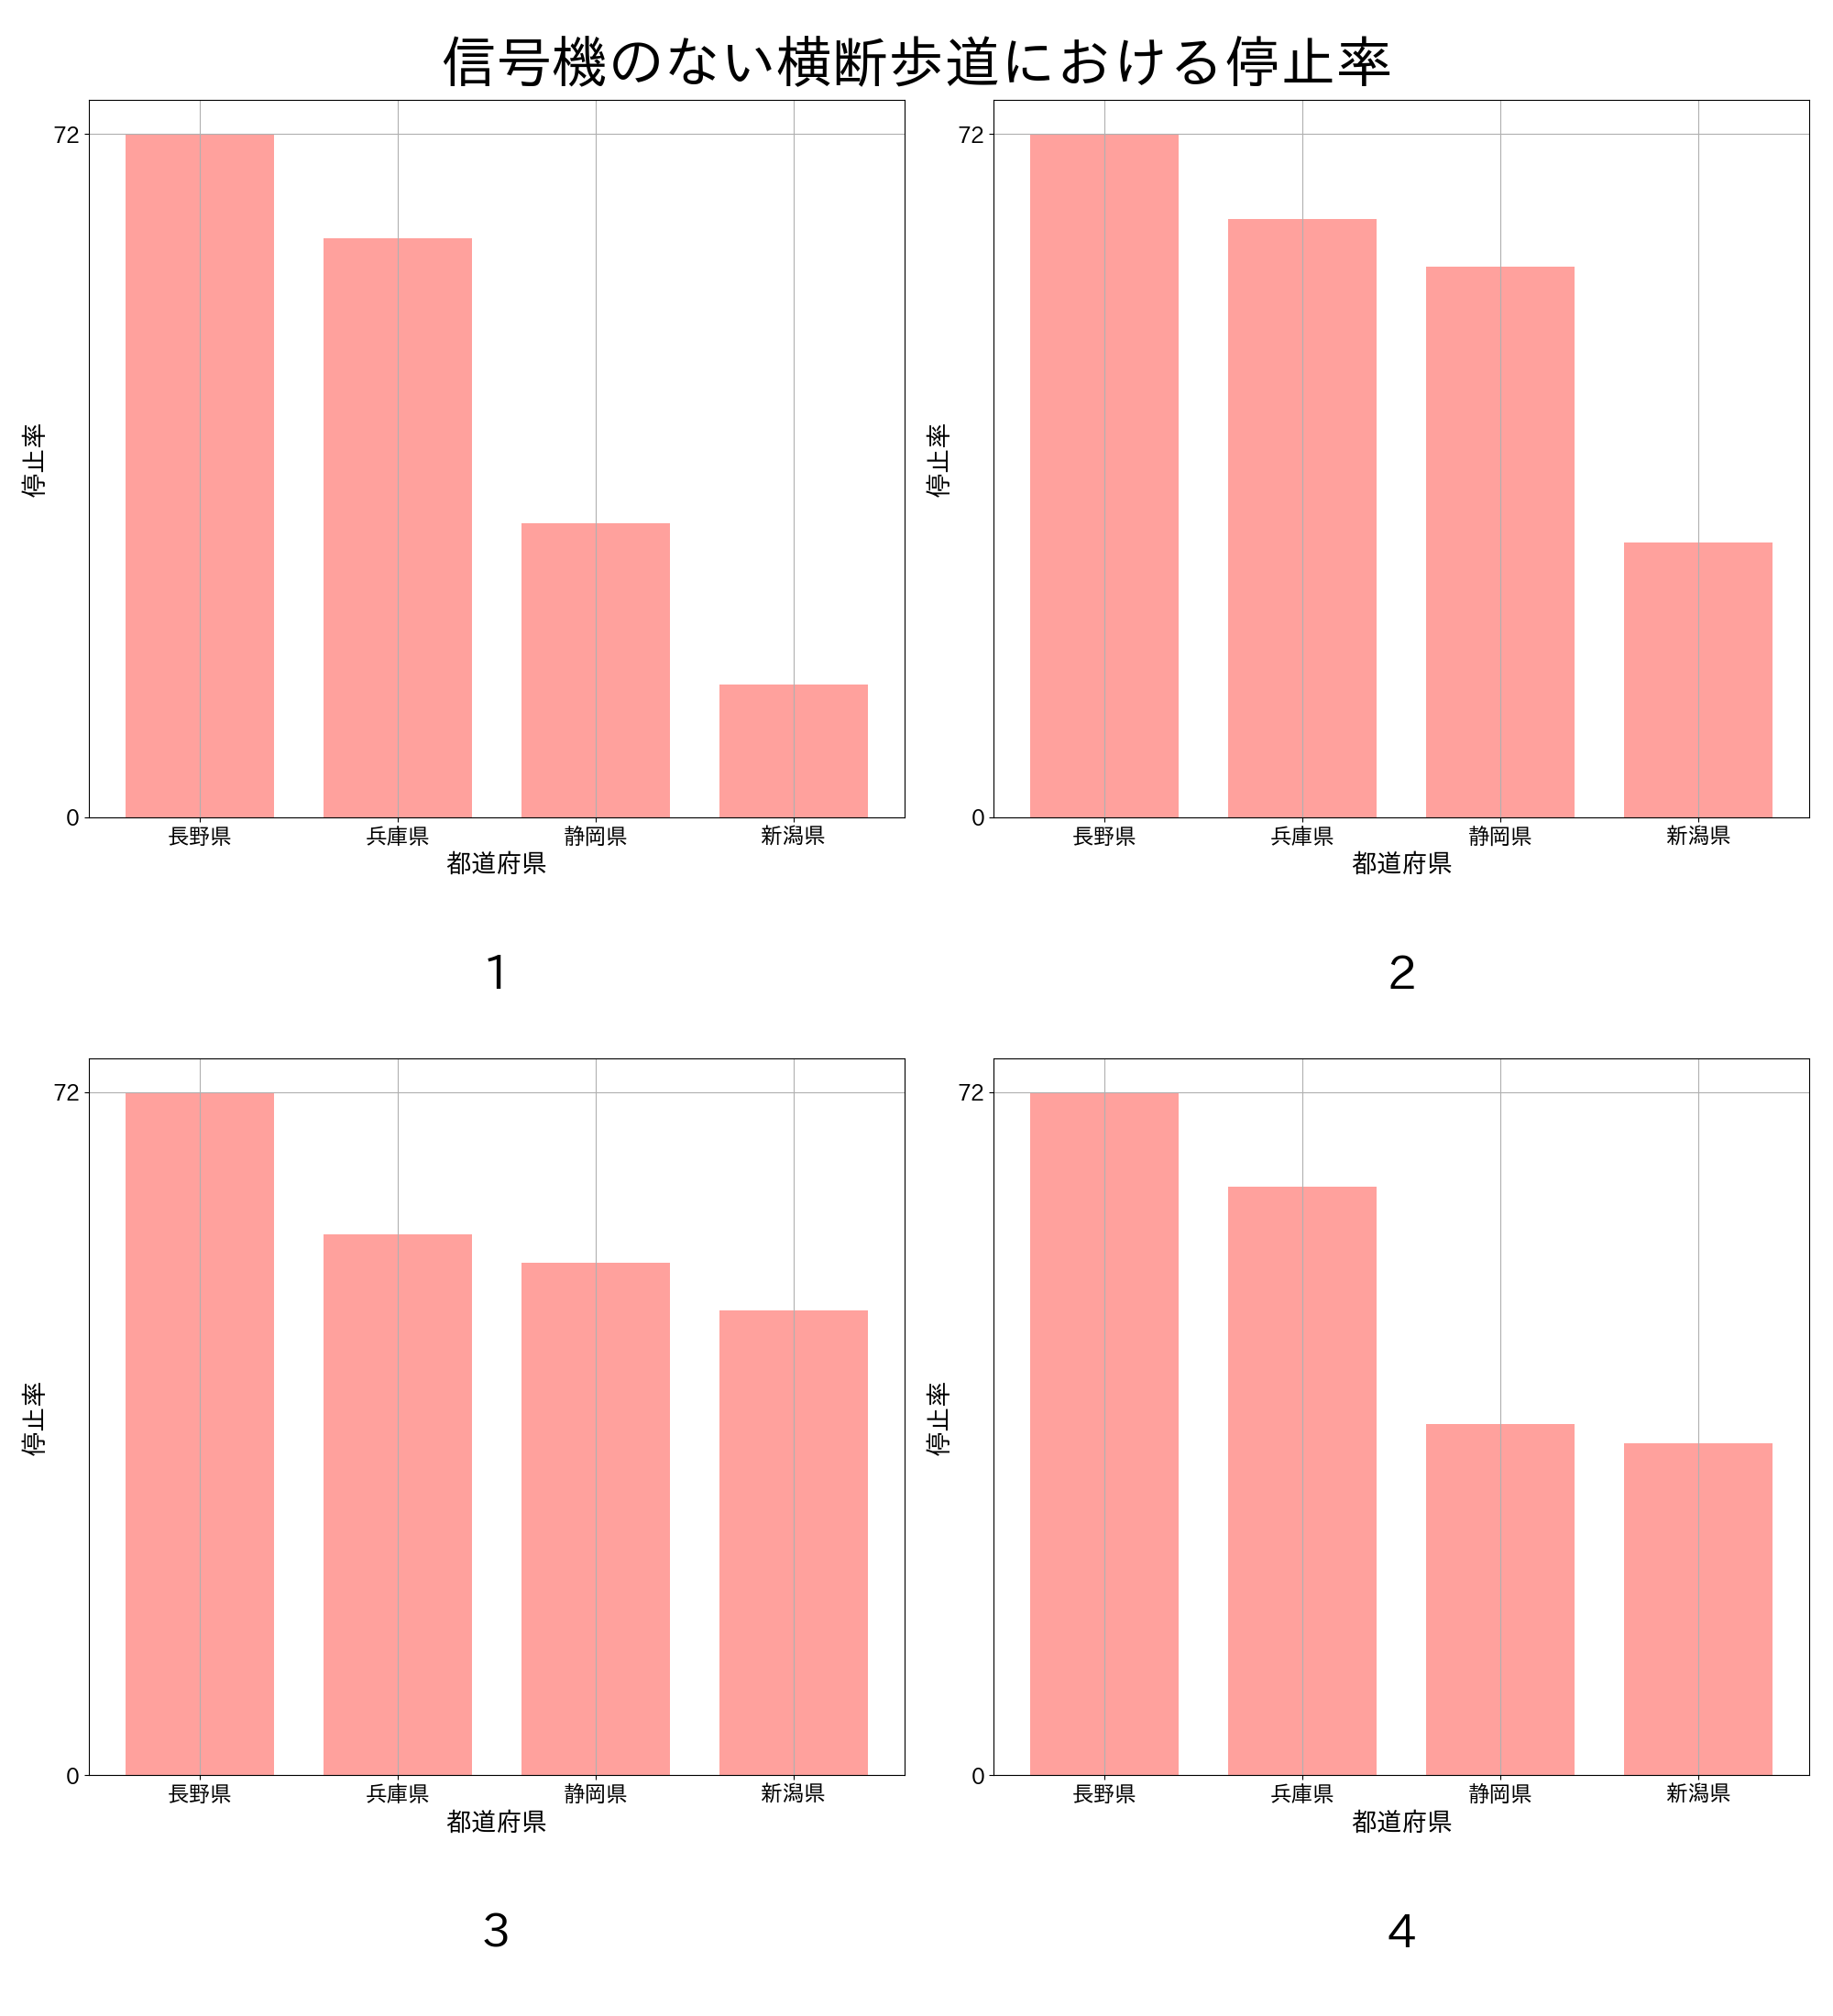 信号機のない横断歩道における停止率
72
0
停止率
長野県 兵庫県 静岡県 新潟県
都道府県
1
72
0
停止率
長野県 兵庫県 静岡県 新潟県
都道府県
2
72
0
停止率
長野県 兵庫県 静岡県 新潟県
都道府県
3
72
0
停止率
長野県 兵庫県 静岡県 新潟県
都道府県
4